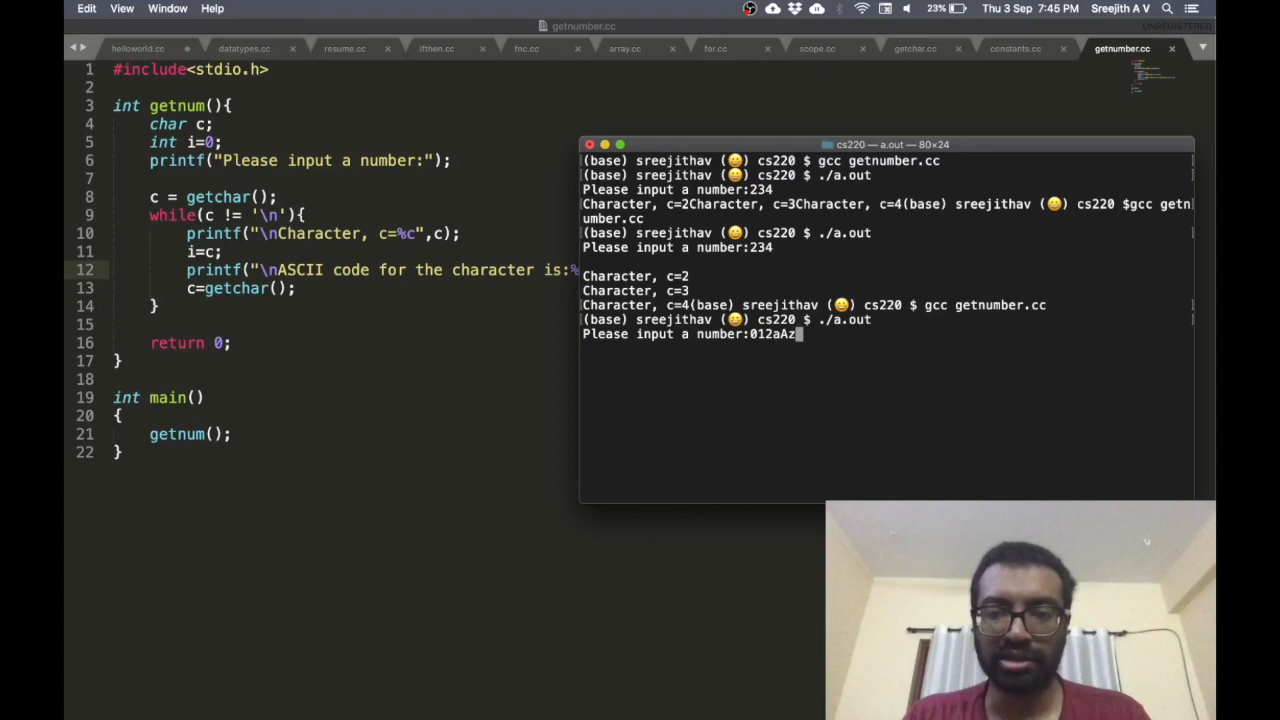 Edit View Window Help 23% Thu 3 Sep 7:45 PM Sreejith A V
getnumber.cc UNREGISTERED
helloworld.cc datatypes.cc resume.cc ifthen.cc fnc.cc array.cc for.cc scope.cc getchar.cc constants.cc getnumber.cc
1 #include<stdio.h>
2
3 int getnum(){
4 char c;
5 int i=0;
6 printf("Please input a number:");
7
8 c = getchar();
9 while(c != '\n'){
10 printf("\nCharacter, c=%c",c);
11 i=c;
12 printf("\nASCII code for the character is:%
13 c=getchar();
14 }
15
16 return 0;
17 }
18
19 int main()
20 {
21 getnum();
22 }
cs220 — a.out — 80×24
(base) sreejithav (😀) cs220 $ gcc getnumber.cc
(base) sreejithav (😀) cs220 $ ./a.out
Please input a number:234
Character, c=2Character, c=3Character, c=4(base) sreejithav (😀) cs220 $gcc getn
umber.cc
(base) sreejithav (😀) cs220 $ ./a.out
Please input a number:234
Character, c=2
Character, c=3
Character, c=4(base) sreejithav (😀) cs220 $ gcc getnumber.cc
(base) sreejithav (😀) cs220 $ ./a.out
Please input a number:012aAz